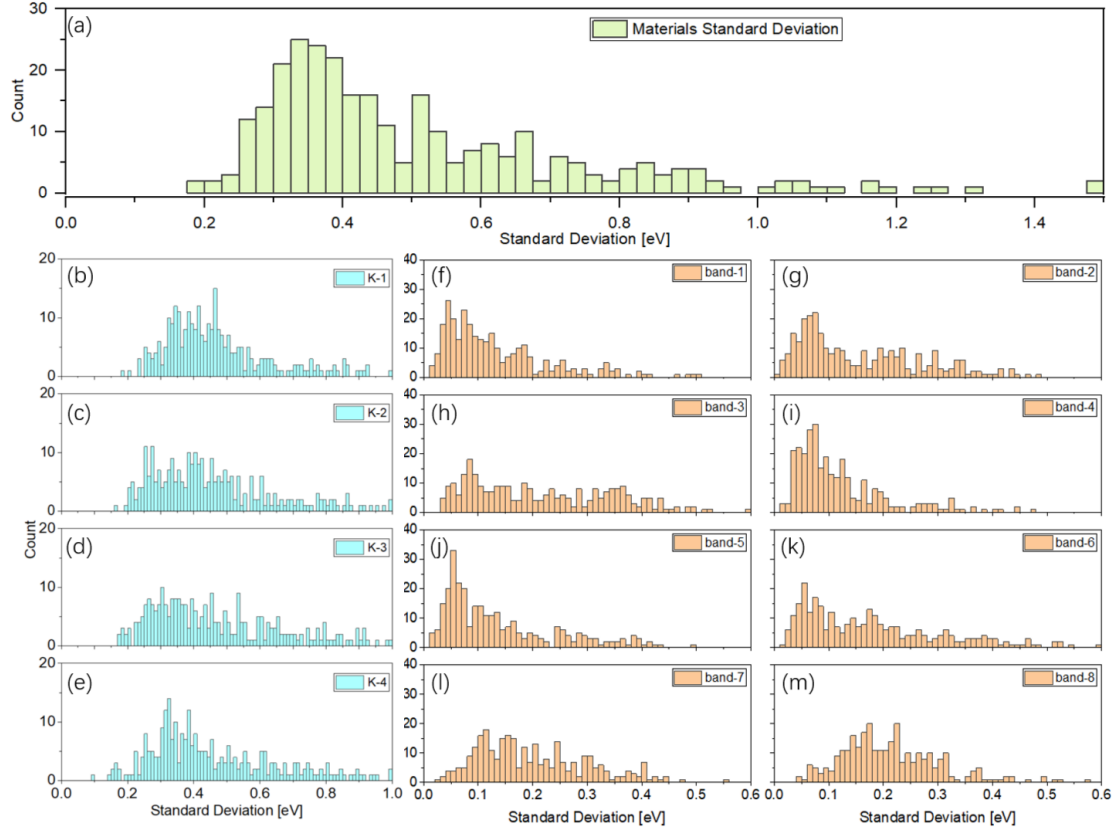 (a)
Materials Standard Deviation
30
20
10
0
Count
0.0 0.2 0.4 0.6 0.8 1.0 1.2 1.4
Standard Deviation [eV]
(b)
K-1
20
10
0
(f)
band-1
40
30
20
10
0
(g)
band-2
(c)
K-2
20
10
0
(h)
band-3
40
30
20
10
0
(i)
band-4
(d)
K-3
20
10
0
Count
(j)
band-5
40
30
20
10
0
(k)
band-6
(e)
K-4
20
10
0
0.0 0.2 0.4 0.6 0.8 1.0
Standard Deviation [eV]
(l)
band-7
40
30
20
10
0
0.0 0.1 0.2 0.3 0.4 0.5 0.6
Standard Deviation [eV]
(m)
band-8
0.1 0.2 0.3 0.4 0.5 0.6
Standard Deviation [eV]